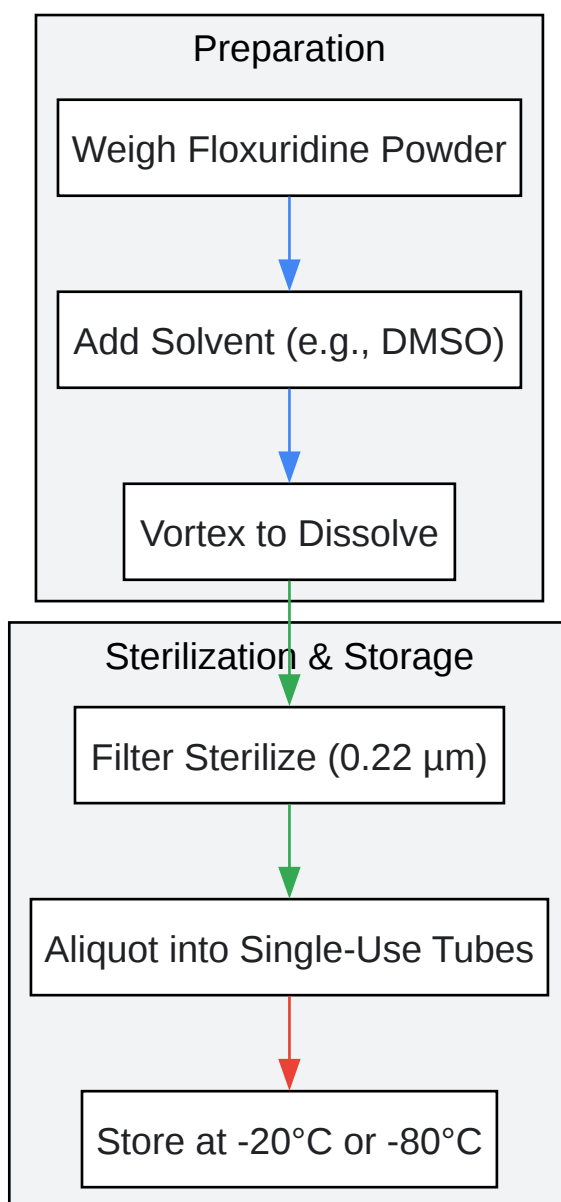 Preparation
Weigh Floxuridine Powder
Add Solvent (e.g., DMSO)
Vortex to Dissolve
Sterilization & Storage
Filter Sterilize (0.22 µm)
Aliquot into Single-Use Tubes
Store at -20°C or -80°C